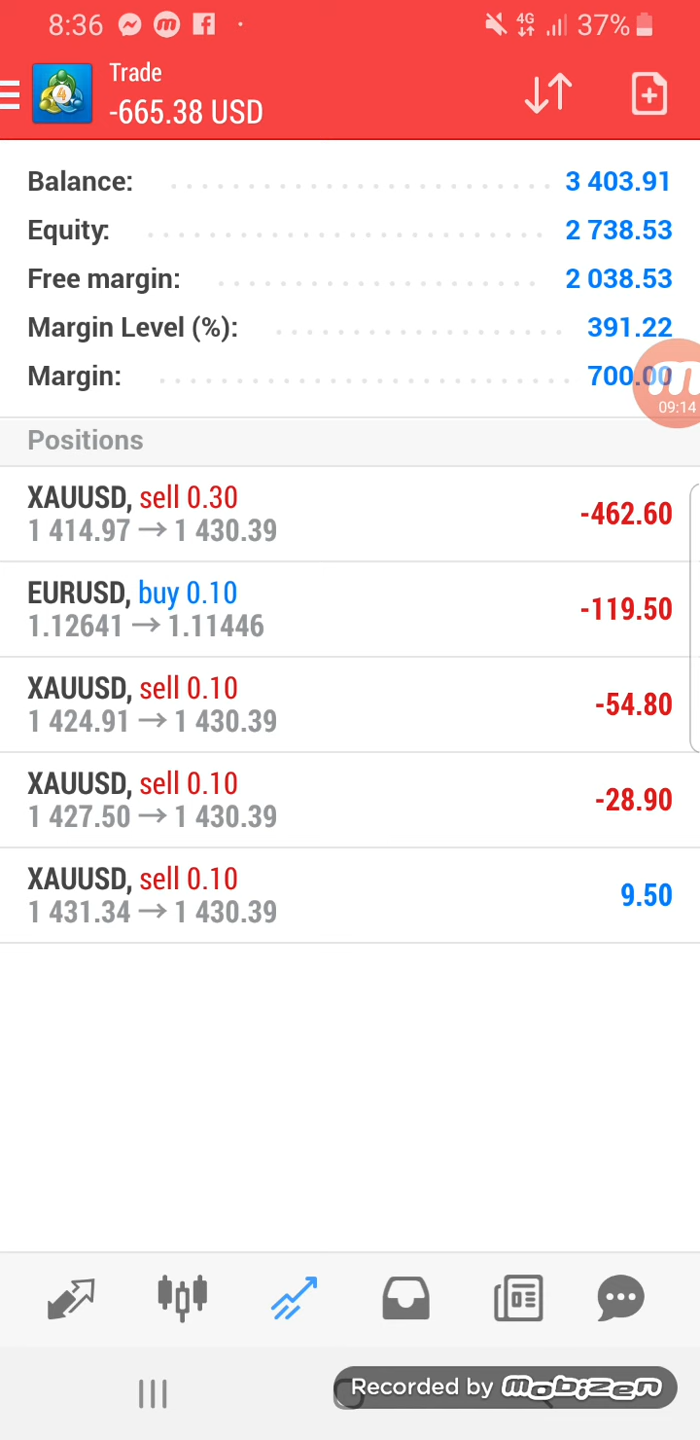 8:36 37%
4G
Trade
-665.38 USD
Balance: 3 403.91
Equity: 2 738.53
Free margin: 2 038.53
Margin Level (%): 391.22
Margin: 700.00
09:14
Positions
XAUUSD, sell 0.30
1 414.97 → 1 430.39 -462.60
EURUSD, buy 0.10
1.12641 → 1.11446 -119.50
XAUUSD, sell 0.10
1 424.91 → 1 430.39 -54.80
XAUUSD, sell 0.10
1 427.50 → 1 430.39 -28.90
XAUUSD, sell 0.10
1 431.34 → 1 430.39 9.50
Recorded by mobizen